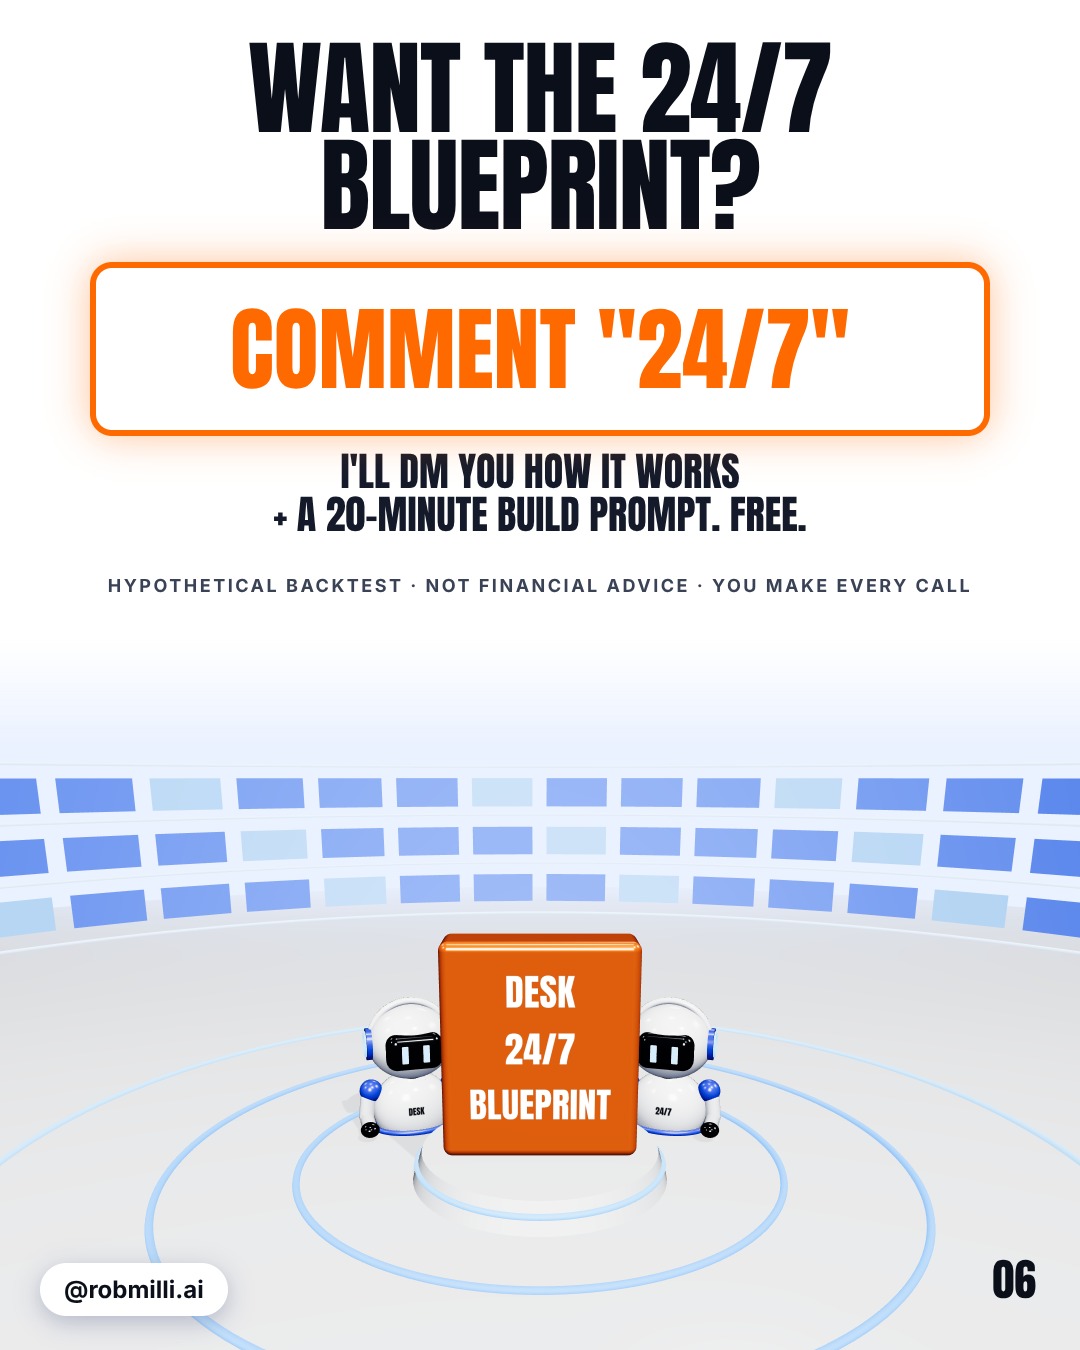 WANT THE 24/7
BLUEPRINT?
COMMENT "24/7"
I'LL DM YOU HOW IT WORKS
+ A 20-MINUTE BUILD PROMPT. FREE.
HYPOTHETICAL BACKTEST · NOT FINANCIAL ADVICE · YOU MAKE EVERY CALL
DESK
24/7
BLUEPRINT
DESK
24/7
@robmilli.ai
06